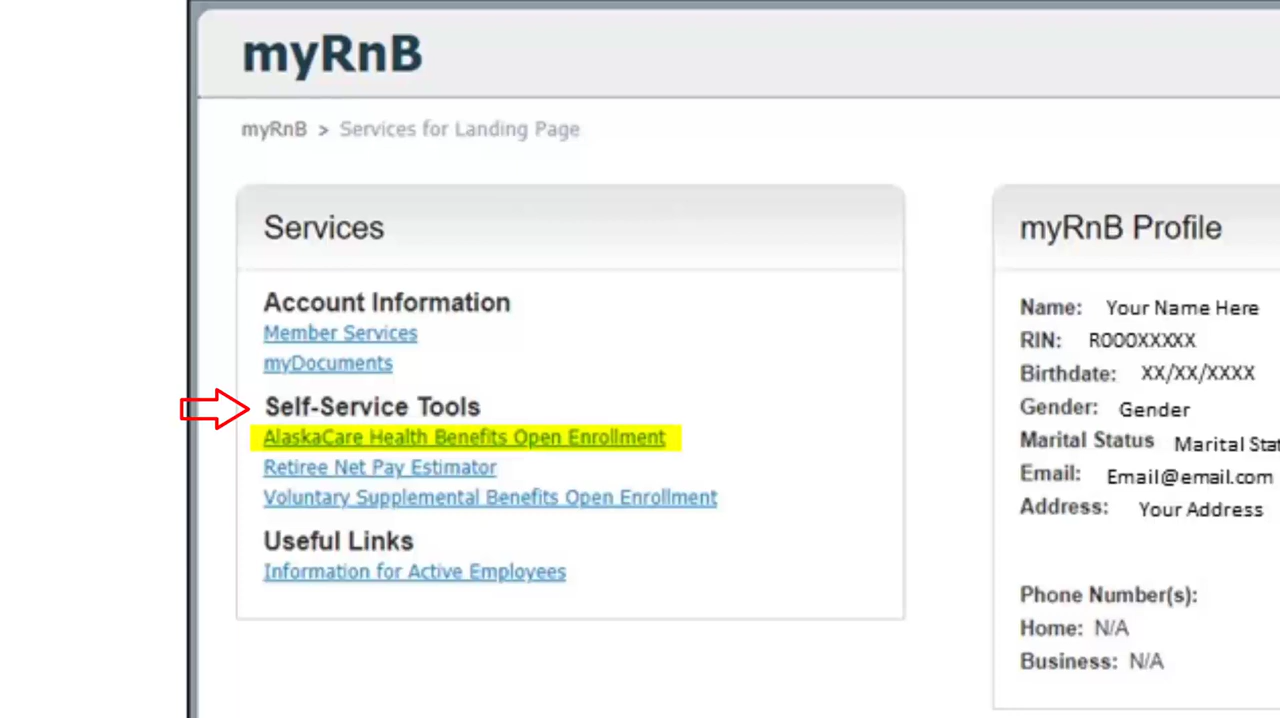 myRnB
myRnB > Services for Landing Page
Services
Account Information
Member Services
myDocuments
Self-Service Tools
AlaskaCare Health Benefits Open Enrollment
Retiree Net Pay Estimator
Voluntary Supplemental Benefits Open Enrollment
Useful Links
Information for Active Employees
myRnB Profile
Name: Your Name Here
RIN: R000XXXXX
Birthdate: XX/XX/XXXX
Gender: Gender
Marital Status Marital Stat
Email: Email@email.com
Address: Your Address
Phone Number(s):
Home: N/A
Business: N/A